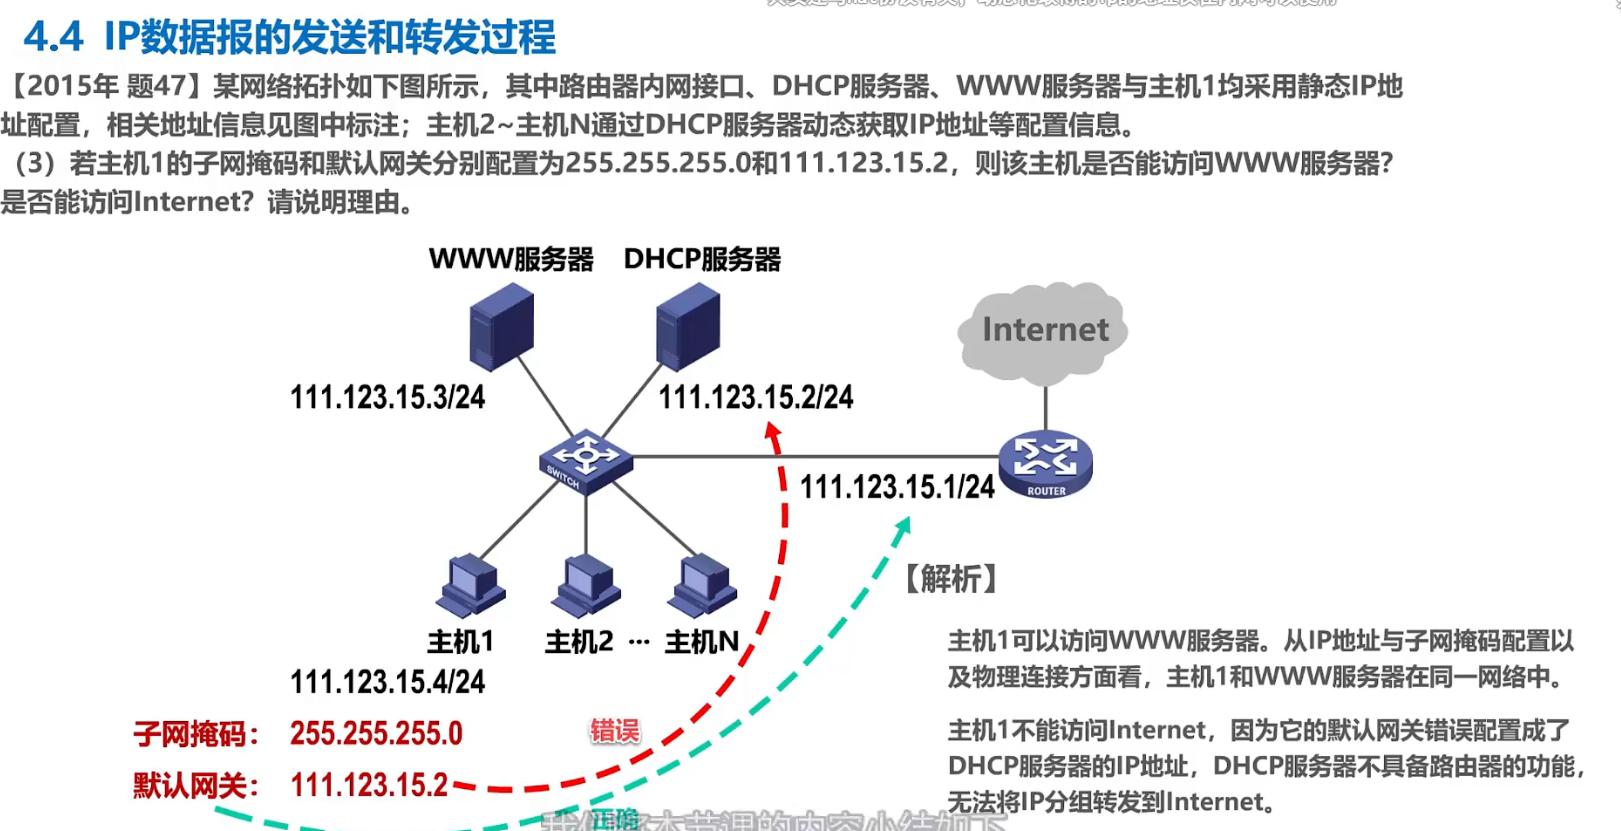 4.4 IP数据报的发送和转发过程
【2015年 题47】某网络拓扑如下图所示，其中路由器内网接口、DHCP服务器、WWW服务器与主机1均采用静态IP地
址配置，相关地址信息见图中标注；主机2~主机N通过DHCP服务器动态获取IP地址等配置信息。
（3）若主机1的子网掩码和默认网关分别配置为255.255.255.0和111.123.15.2，则该主机是否能访问WWW服务器？
是否能访问Internet？请说明理由。
WWW服务器 DHCP服务器
Internet
111.123.15.3/24
111.123.15.2/24
SWITCH
111.123.15.1/24
ROUTER
【解析】
主机1 主机2 … 主机N
111.123.15.4/24
主机1可以访问WWW服务器。从IP地址与子网掩码配置以
及物理连接方面看，主机1和WWW服务器在同一网络中。
子网掩码： 255.255.255.0
错误
默认网关： 111.123.15.2
主机1不能访问Internet，因为它的默认网关错误配置成了
DHCP服务器的IP地址，DHCP服务器不具备路由器的功能，
无法将IP分组转发到Internet。
正确
本节课的内容小结如下